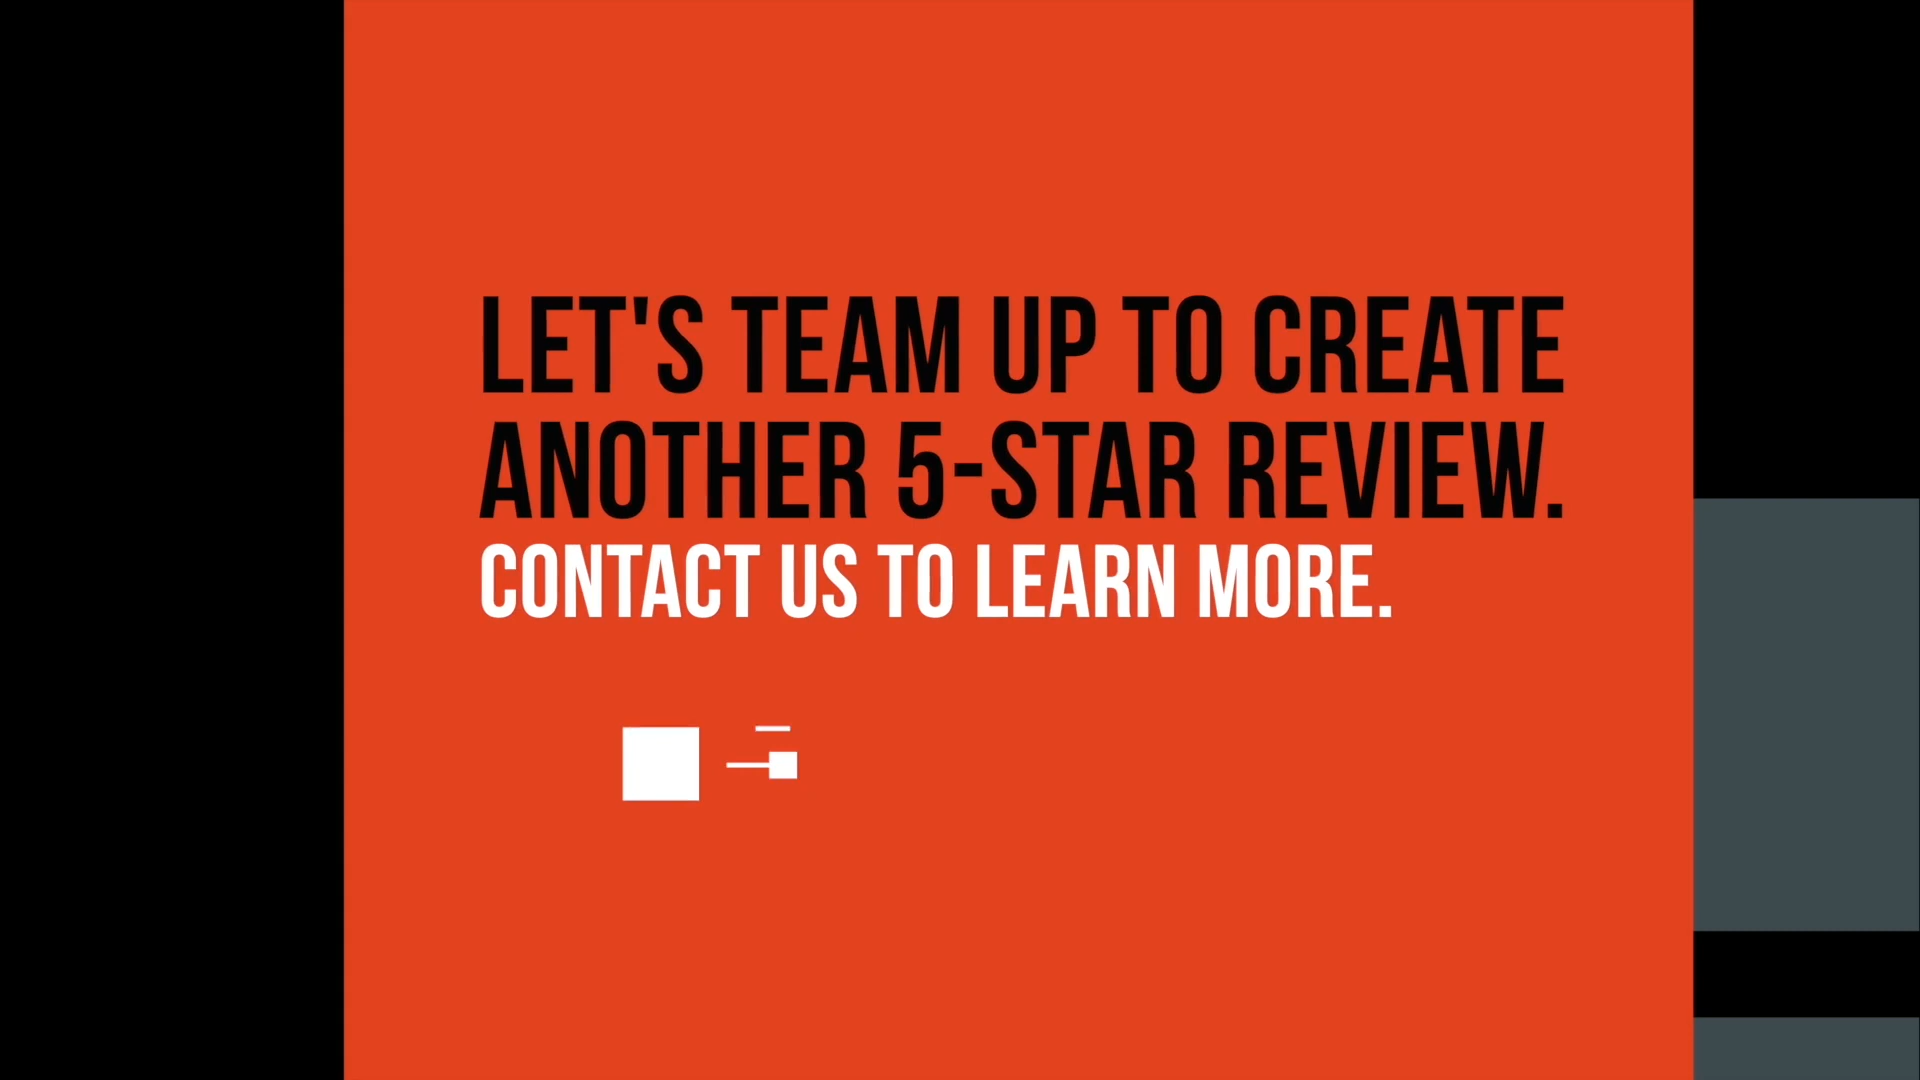 LET'S TEAM UP TO CREATE
ANOTHER 5-STAR REVIEW.
CONTACT US TO LEARN MORE.